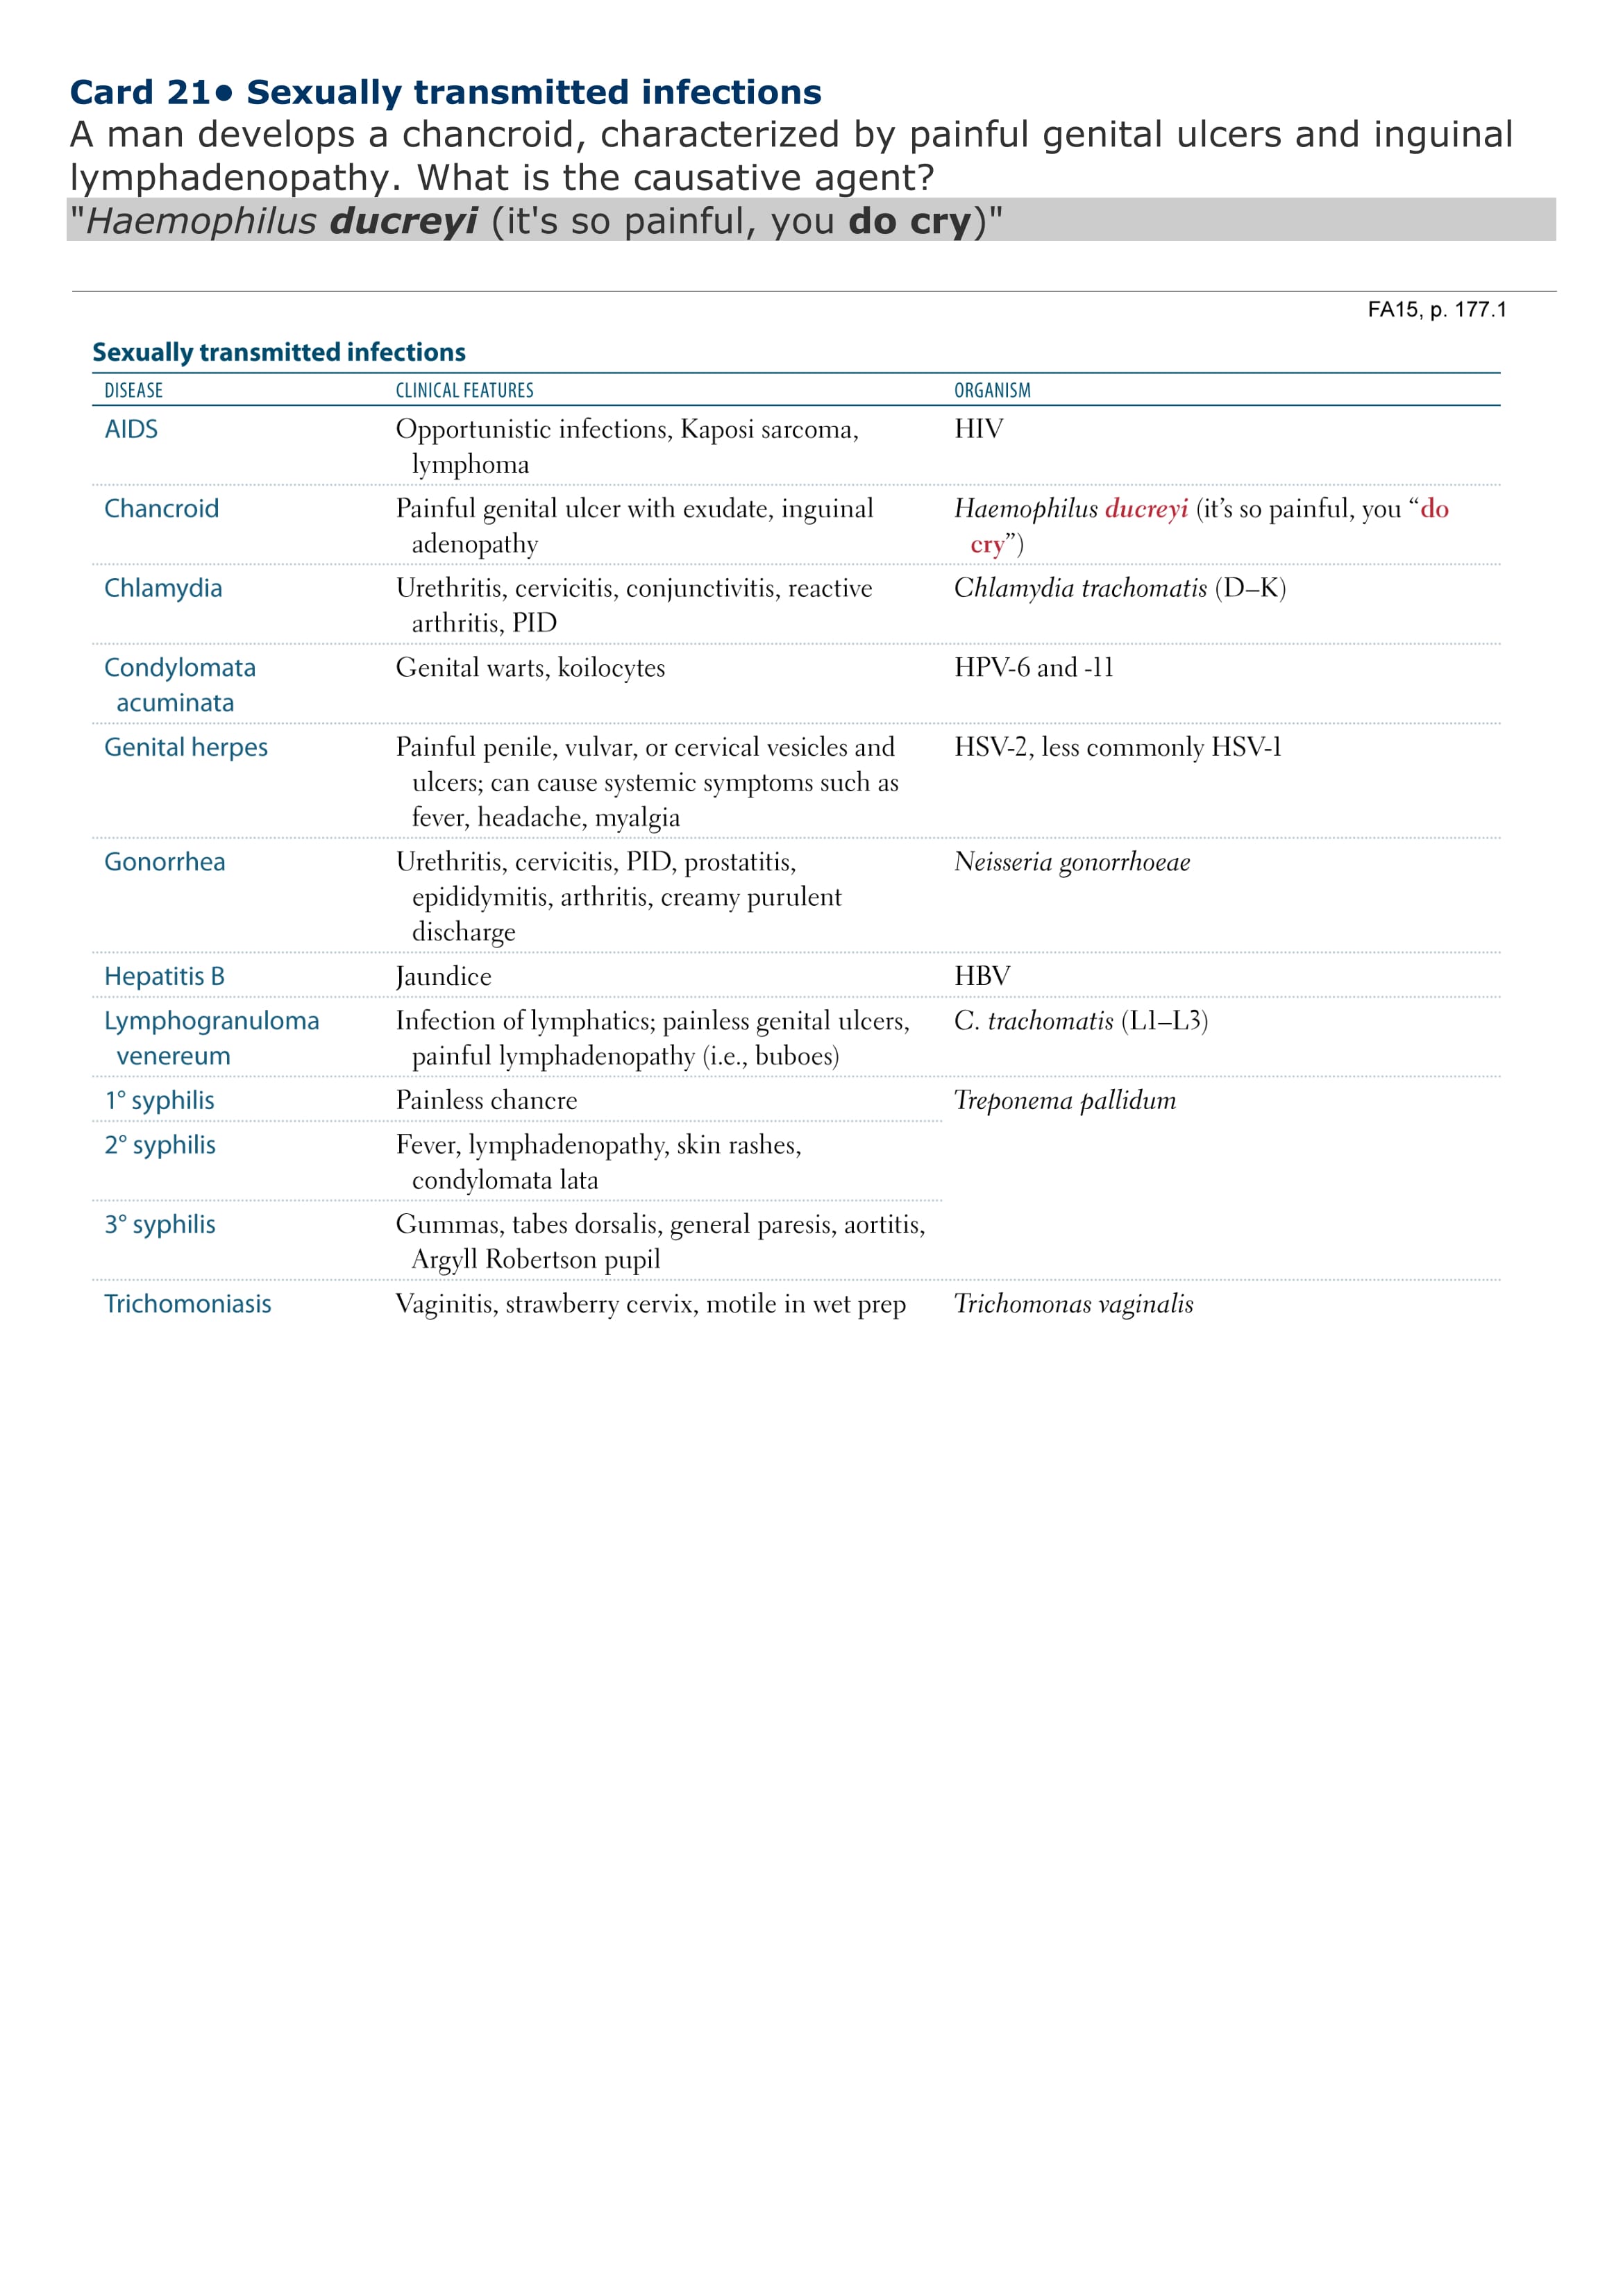 Card 21● Sexually transmitted infections
A man develops a chancroid, characterized by painful genital ulcers and inguinal
lymphadenopathy. What is the causative agent?
"Haemophilus ducreyi (it's so painful, you do cry)"
FA15, p. 177.1
Sexually transmitted infections
DISEASE CLINICAL FEATURES ORGANISM
AIDS Opportunistic infections, Kaposi sarcoma, HIV
lymphoma
Chancroid Painful genital ulcer with exudate, inguinal Haemophilus ducreyi (it’s so painful, you “do
adenopathy cry”)
Chlamydia Urethritis, cervicitis, conjunctivitis, reactive Chlamydia trachomatis (D–K)
arthritis, PID
Condylomata Genital warts, koilocytes HPV-6 and -11
acuminata
Genital herpes Painful penile, vulvar, or cervical vesicles and HSV-2, less commonly HSV-1
ulcers; can cause systemic symptoms such as
fever, headache, myalgia
Gonorrhea Urethritis, cervicitis, PID, prostatitis, Neisseria gonorrhoeae
epididymitis, arthritis, creamy purulent
discharge
Hepatitis B Jaundice HBV
Lymphogranuloma Infection of lymphatics; painless genital ulcers, C. trachomatis (L1–L3)
venereum painful lymphadenopathy (i.e., buboes)
1° syphilis Painless chancre Treponema pallidum
2° syphilis Fever, lymphadenopathy, skin rashes,
condylomata lata
3° syphilis Gummas, tabes dorsalis, general paresis, aortitis,
Argyll Robertson pupil
Trichomoniasis Vaginitis, strawberry cervix, motile in wet prep Trichomonas vaginalis